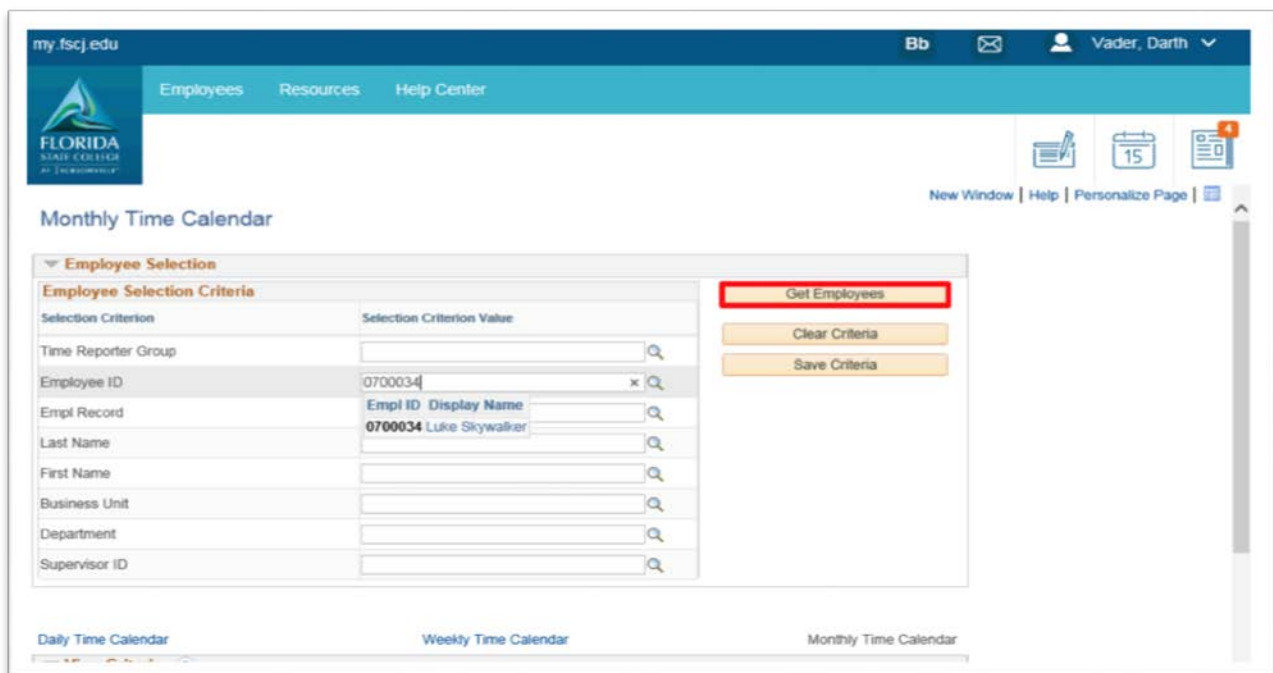 my.fscj.edu Bb Vader, Darth
Employees Resources Help Center
FLORIDA
STATE COLLEGE
AT JACKSONVILLE
15 4
New Window | Help | Personalize Page |
Monthly Time Calendar
Employee Selection
Employee Selection Criteria Get Employees
Selection Criterion Selection Criterion Value
Clear Criteria
Time Reporter Group
Save Criteria
Employee ID 0700034 ×
Empl ID Display Name
Empl Record
0700034 Luke Skywalker
Last Name
First Name
Business Unit
Department
Supervisor ID
Daily Time Calendar Weekly Time Calendar Monthly Time Calendar